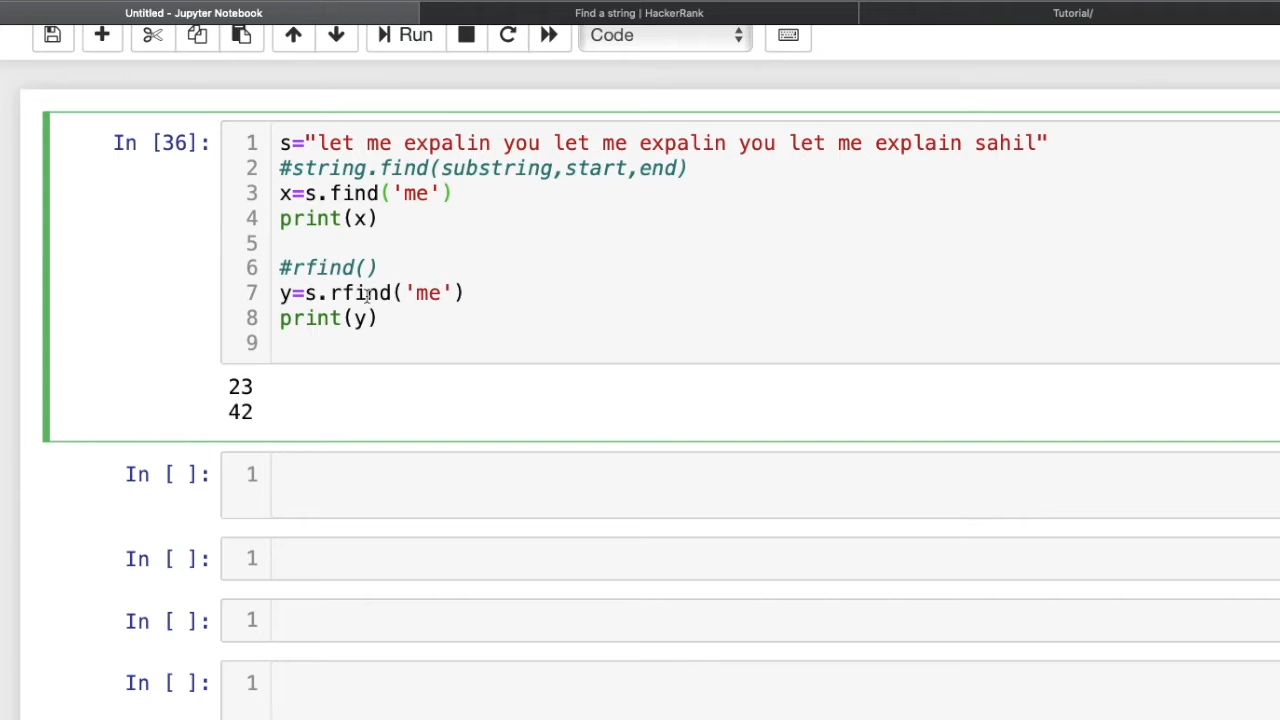 Untitled - Jupyter Notebook
Find a string | HackerRank
Tutorial/
Run
Code
In [36]:
1 s="let me expalin you let me expalin you let me explain sahil"
2 #string.find(substring,start,end)
3 x=s.find('me')
4 print(x)
5
6 #rfind()
7 y=s.rfind('me')
8 print(y)
9
23
42
In [ ]: 1
In [ ]: 1
In [ ]: 1
In [ ]: 1